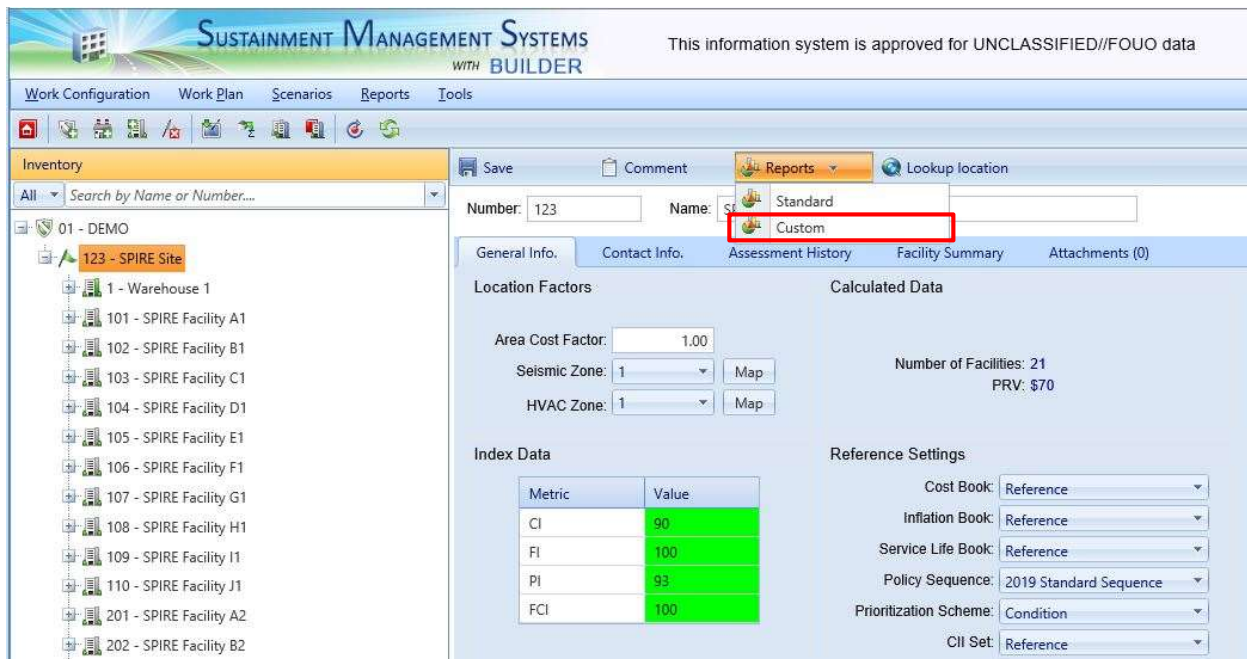 SUSTAINMENT MANAGEMENT SYSTEMS
WITH BUILDER
This information system is approved for UNCLASSIFIED//FOUO data
Work Configuration Work Plan Scenarios Reports Tools
Inventory
All Search by Name or Number....
01 - DEMO
123 - SPIRE Site
1 - Warehouse 1
101 - SPIRE Facility A1
102 - SPIRE Facility B1
103 - SPIRE Facility C1
104 - SPIRE Facility D1
105 - SPIRE Facility E1
106 - SPIRE Facility F1
107 - SPIRE Facility G1
108 - SPIRE Facility H1
109 - SPIRE Facility I1
110 - SPIRE Facility J1
201 - SPIRE Facility A2
202 - SPIRE Facility B2
Save Comment Reports Lookup location
Standard
Custom
Number: 123 Name:
General Info. Contact Info. Assessment History Facility Summary Attachments (0)
Location Factors
Area Cost Factor: 1.00
Seismic Zone: 1 Map
HVAC Zone: 1 Map
Calculated Data
Number of Facilities: 21
PRV: $70
Index Data
Metric Value
CI 90
FI 100
PI 93
FCI 100
Reference Settings
Cost Book: Reference
Inflation Book: Reference
Service Life Book: Reference
Policy Sequence: 2019 Standard Sequence
Prioritization Scheme: Condition
CII Set: Reference